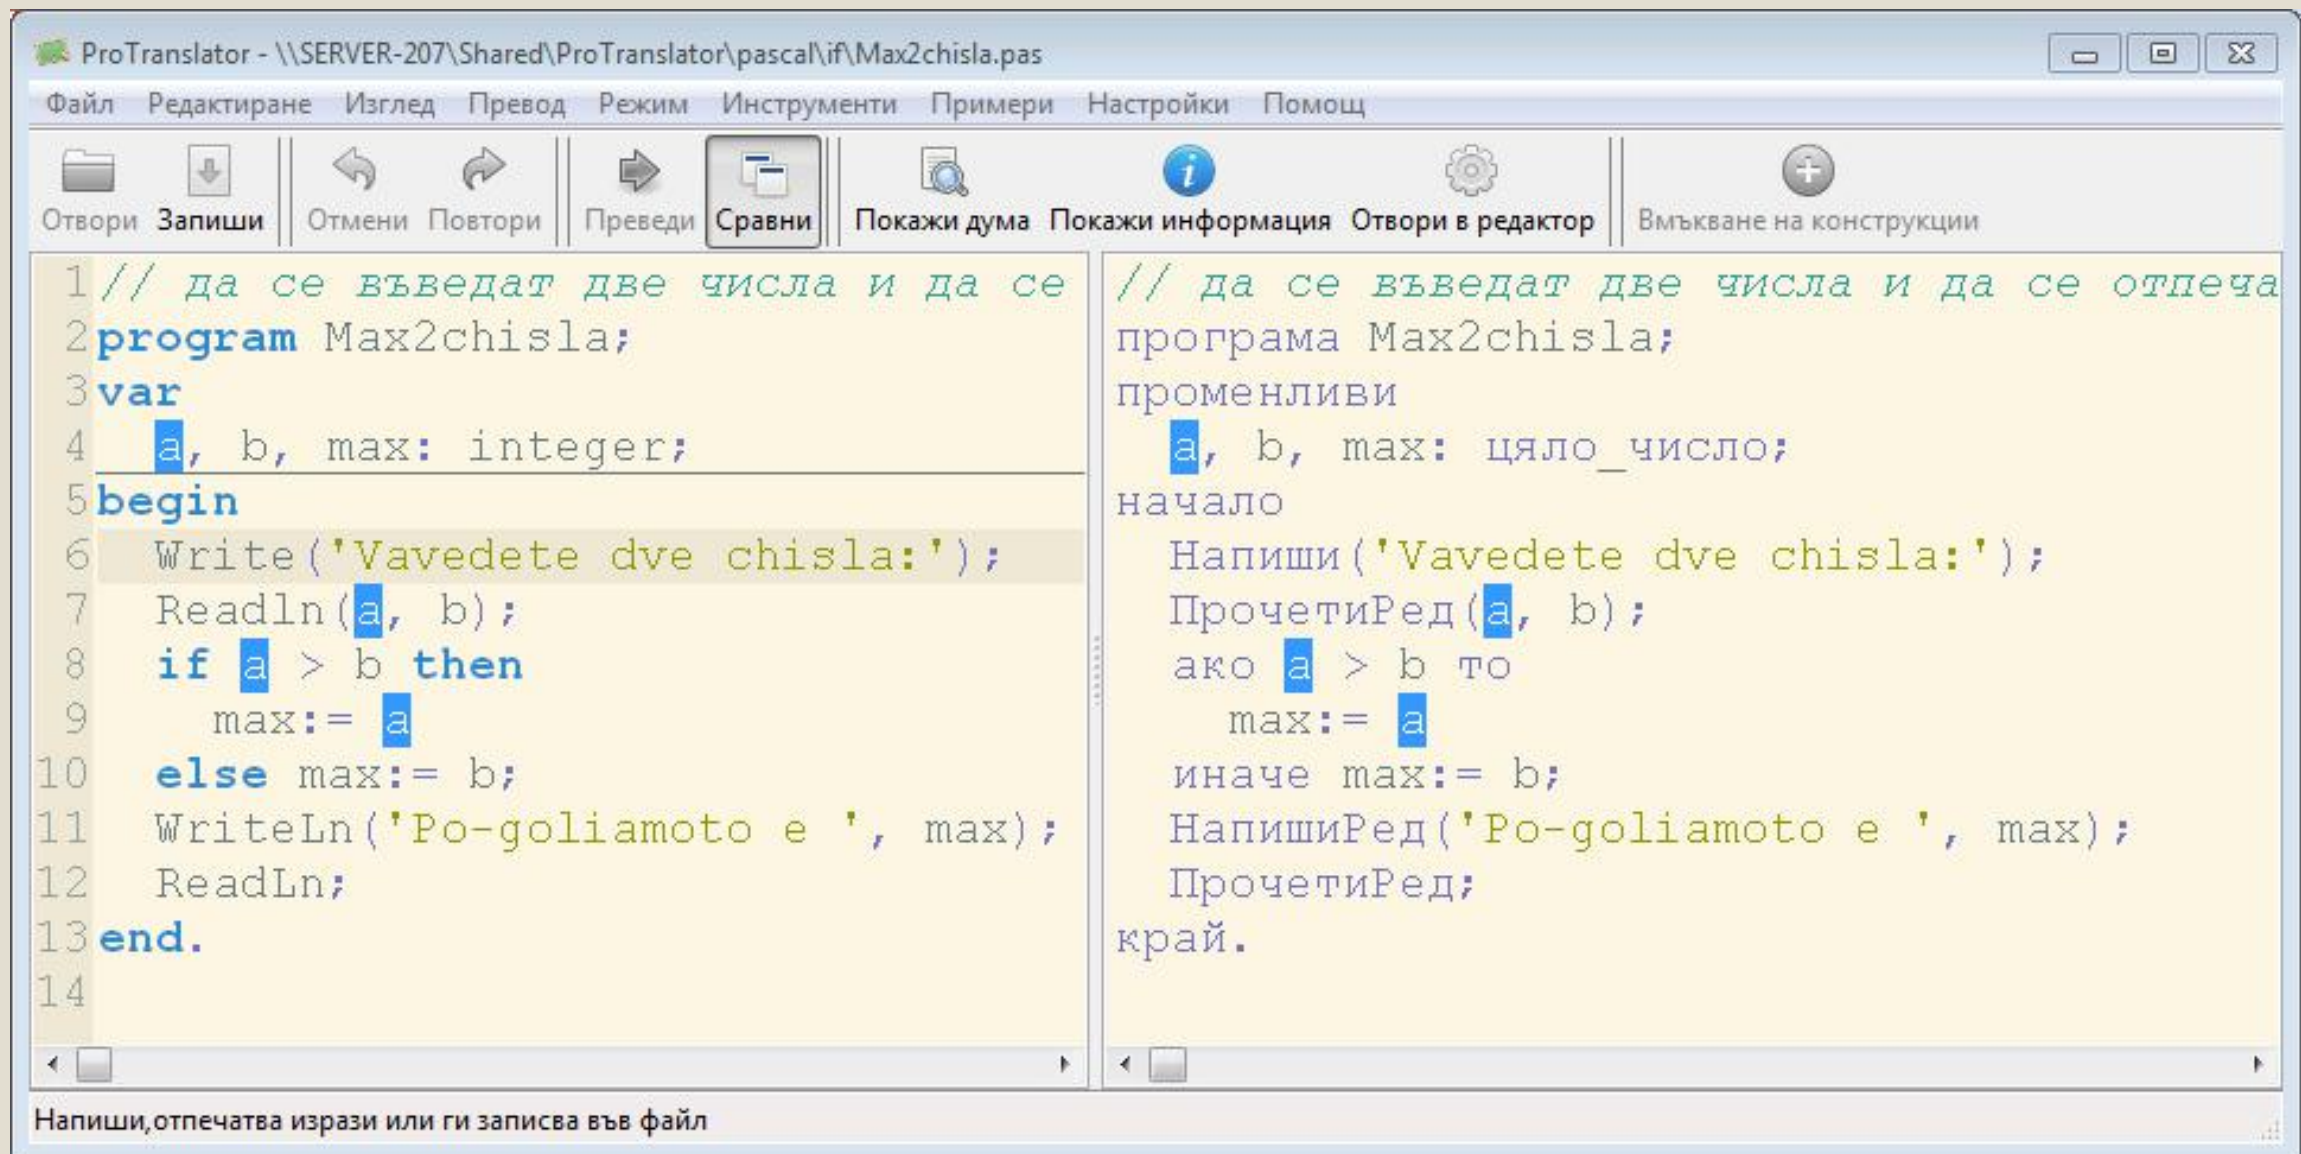 ProTranslator - \\SERVER-207\Shared\ProTranslator\pascal\if\Max2chisla.pas
Файл Редактиране Изглед Превод Режим Инструменти Примери Настройки Помощ
Отвори Запиши Отмени Повтори Преведи Сравни Покажи дума Покажи информация Отвори в редактор Вмъкване на конструкции
1 // да се въведат две числа и да се
2 program Max2chisla;
3 var
4 a, b, max: integer;
5 begin
6 Write('Vavedete dve chisla:');
7 Readln(a, b);
8 if a > b then
9 max:= a
10 else max:= b;
11 WriteLn('Po-goliamoto e ', max);
12 ReadLn;
13 end.
14
// да се въведат две числа и да се отпеча
програма Max2chisla;
променливи
a, b, max: цяло_число;
начало
Напиши('Vavedete dve chisla:');
ПрочетиРед(a, b);
ако a > b то
max:= a
иначе max:= b;
НапишиРед('Po-goliamoto e ', max);
ПрочетиРед;
край.
Напиши,отпечатва изрази или ги записва във файл